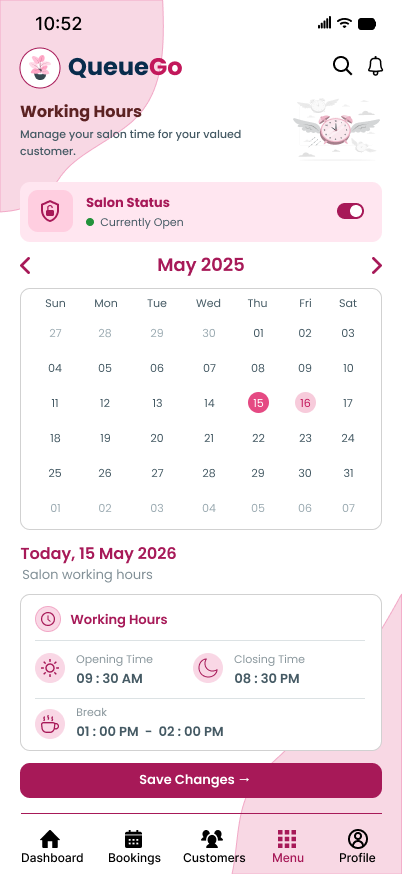 10:52
QueueGo
Working Hours
Manage your salon time for your valued
customer.
Salon Status
Currently Open
May 2025
Sun Mon Tue Wed Thu Fri Sat
27 28 29 30 01 02 03
04 05 06 07 08 09 10
11 12 13 14 15 16 17
18 19 20 21 22 23 24
25 26 27 28 29 30 31
01 02 03 04 05 06 07
Today, 15 May 2026
Salon working hours
Working Hours
Opening Time Closing Time
09 : 30 AM 08 : 30 PM
Break
01 : 00 PM - 02 : 00 PM
Save Changes →
Dashboard Bookings Customers Menu Profile